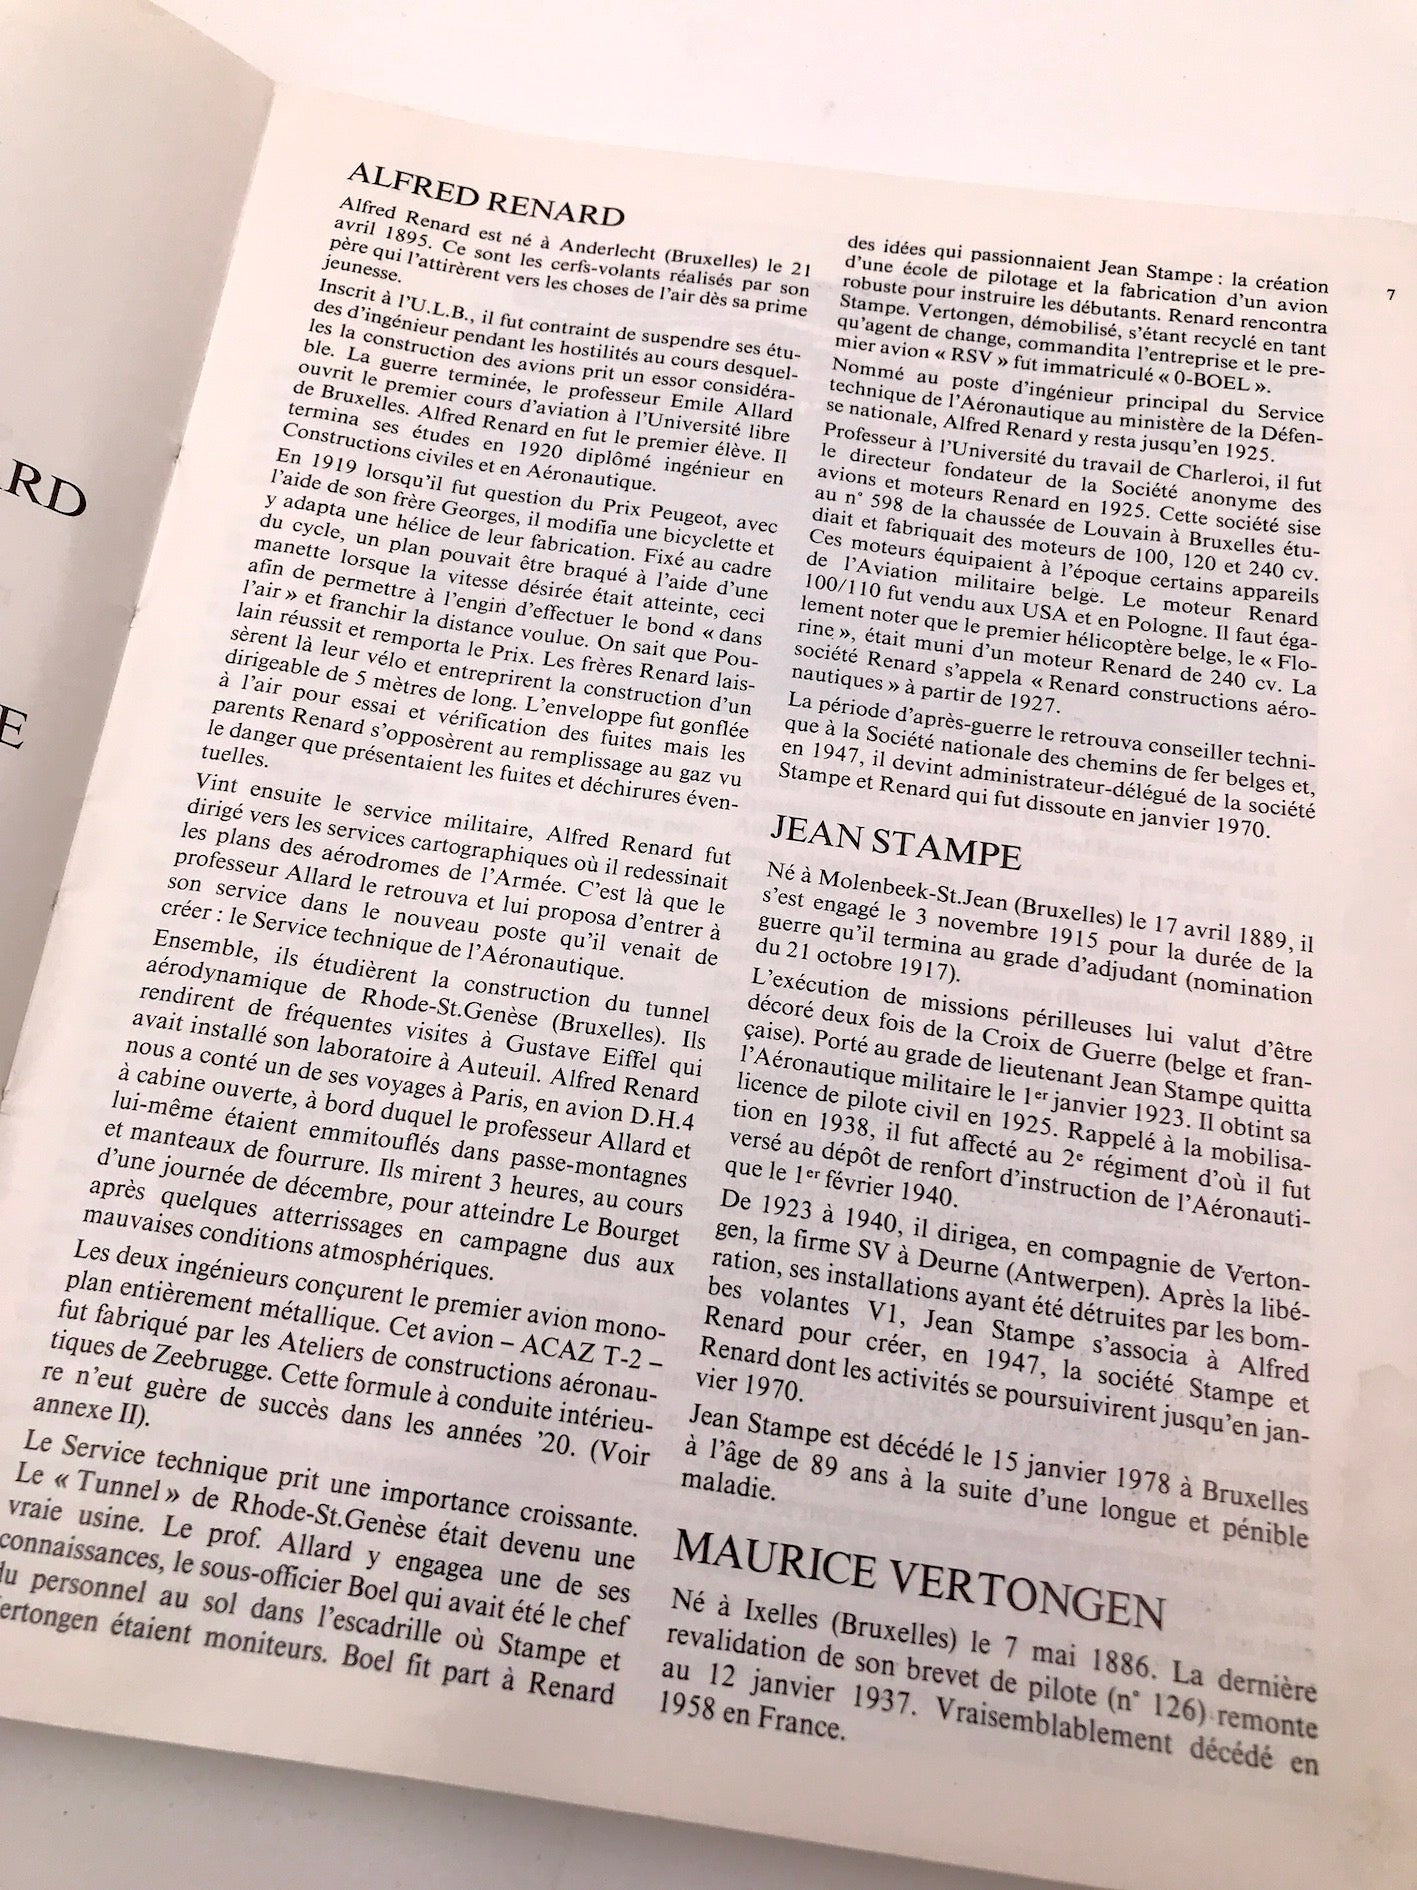 RD
E
ALFRED RENARD
Alfred Renard est né à Anderlecht (Bruxelles) le 21
avril 1895. Ce sont les cerfs-volants réalisés par son
père qui l'attirèrent vers les choses de l'air dès sa prime
jeunesse.
Inscrit à l'U.L.B., il fut contraint de suspendre ses étu-
des d'ingénieur pendant les hostilités au cours desquel-
les la construction des avions prit un essor considéra-
ble. La guerre terminée, le professeur Emile Allard
ouvrit le premier cours d'aviation à l'Université libre
de Bruxelles. Alfred Renard en fut le premier élève. Il
termina ses études en 1920 diplômé ingénieur en
Constructions civiles et en Aéronautique.
En 1919 lorsqu'il fut question du Prix Peugeot, avec
l'aide de son frère Georges, il modifia une bicyclette et
y adapta une hélice de leur fabrication. Fixé au cadre
du cycle, un plan pouvait être braqué à l'aide d'une
manette lorsque la vitesse désirée était atteinte, ceci
afin de permettre à l'engin d'effectuer le bond « dans
l'air » et franchir la distance voulue. On sait que Pou-
lain réussit et remporta le Prix. Les frères Renard lais-
sèrent là leur vélo et entreprirent la construction d'un
dirigeable de 5 mètres de long. L'enveloppe fut gonflée
à l'air pour essai et vérification des fuites mais les
parents Renard s'opposèrent au remplissage au gaz vu
le danger que présentaient les fuites et déchirures éven-
tuelles.
Vint ensuite le service militaire, Alfred Renard fut
dirigé vers les services cartographiques où il redessinait
les plans des aérodromes de l'Armée. C'est là que le
professeur Allard le retrouva et lui proposa d'entrer à
son service dans le nouveau poste qu'il venait de
créer : le Service technique de l'Aéronautique.
Ensemble, ils étudièrent la construction du tunnel
aérodynamique de Rhode-St.Genèse (Bruxelles). Ils
rendirent de fréquentes visites à Gustave Eiffel qui
avait installé son laboratoire à Auteuil. Alfred Renard
nous a conté un de ses voyages à Paris, en avion D.H.4
à cabine ouverte, à bord duquel le professeur Allard et
lui-même étaient emmitouflés dans passe-montagnes
et manteaux de fourrure. Ils mirent 3 heures, au cours
d'une journée de décembre, pour atteindre Le Bourget
après quelques atterrissages en campagne dus aux
mauvaises conditions atmosphériques.
Les deux ingénieurs conçurent le premier avion mono-
plan entièrement métallique. Cet avion – ACAZ T-2 –
fut fabriqué par les Ateliers de constructions aéronau-
tiques de Zeebrugge. Cette formule à conduite intérieu-
re n'eut guère de succès dans les années '20. (Voir
annexe II).
Le Service technique prit une importance croissante.
Le « Tunnel » de Rhode-St.Genèse était devenu une
vraie usine. Le prof. Allard y engagea une de ses
connaissances, le sous-officier Boel qui avait été le chef
du personnel au sol dans l'escadrille où Stampe et
ertongen étaient moniteurs. Boel fit part à Renard
des idées qui passionnaient Jean Stampe : la création
d'une école de pilotage et la fabrication d'un avion
robuste pour instruire les débutants. Renard rencontra
Stampe. Vertongen, démobilisé, s'étant recyclé en tant
qu'agent de change, commandita l'entreprise et le pre-
mier avion « RSV » fut immatriculé « 0-BOEL ».
Nommé au poste d'ingénieur principal du Service
technique de l'Aéronautique au ministère de la Défen-
se nationale, Alfred Renard y resta jusqu'en 1925.
Professeur à l'Université du travail de Charleroi, il fut
le directeur fondateur de la Société anonyme des
avions et moteurs Renard en 1925. Cette société sise
au n° 598 de la chaussée de Louvain à Bruxelles étu-
diait et fabriquait des moteurs de 100, 120 et 240 cv.
Ces moteurs équipaient à l'époque certains appareils
de l'Aviation militaire belge. Le moteur Renard
100/110 fut vendu aux USA et en Pologne. Il faut éga-
lement noter que le premier hélicoptère belge, le « Flo-
rine », était muni d'un moteur Renard de 240 cv. La
société Renard s'appela « Renard constructions aéro-
nautiques » à partir de 1927.
La période d'après-guerre le retrouva conseiller techni-
que à la Société nationale des chemins de fer belges et,
en 1947, il devint administrateur-délégué de la société
Stampe et Renard qui fut dissoute en janvier 1970.
JEAN STAMPE
Né à Molenbeek-St.Jean (Bruxelles) le 17 avril 1889, il
s'est engagé le 3 novembre 1915 pour la durée de la
guerre qu'il termina au grade d'adjudant (nomination
du 21 octobre 1917).
L'exécution de missions périlleuses lui valut d'être
décoré deux fois de la Croix de Guerre (belge et fran-
çaise). Porté au grade de lieutenant Jean Stampe quitta
l'Aéronautique militaire le 1er janvier 1923. Il obtint sa
licence de pilote civil en 1925. Rappelé à la mobilisa-
tion en 1938, il fut affecté au 2e régiment d'où il fut
versé au dépôt de renfort d'instruction de l'Aéronauti-
que le 1er février 1940.
De 1923 à 1940, il dirigea, en compagnie de Verton-
gen, la firme SV à Deurne (Antwerpen). Après la libé-
ration, ses installations ayant été détruites par les bom-
bes volantes V1, Jean Stampe s'associa à Alfred
Renard pour créer, en 1947, la société Stampe et
Renard dont les activités se poursuivirent jusqu'en jan-
vier 1970.
Jean Stampe est décédé le 15 janvier 1978 à Bruxelles
à l'âge de 89 ans à la suite d'une longue et pénible
maladie.
MAURICE VERTONGEN
Né à Ixelles (Bruxelles) le 7 mai 1886. La dernière
revalidation de son brevet de pilote (n° 126) remonte
au 12 janvier 1937. Vraisemblablement décédé en
1958 en France.
7